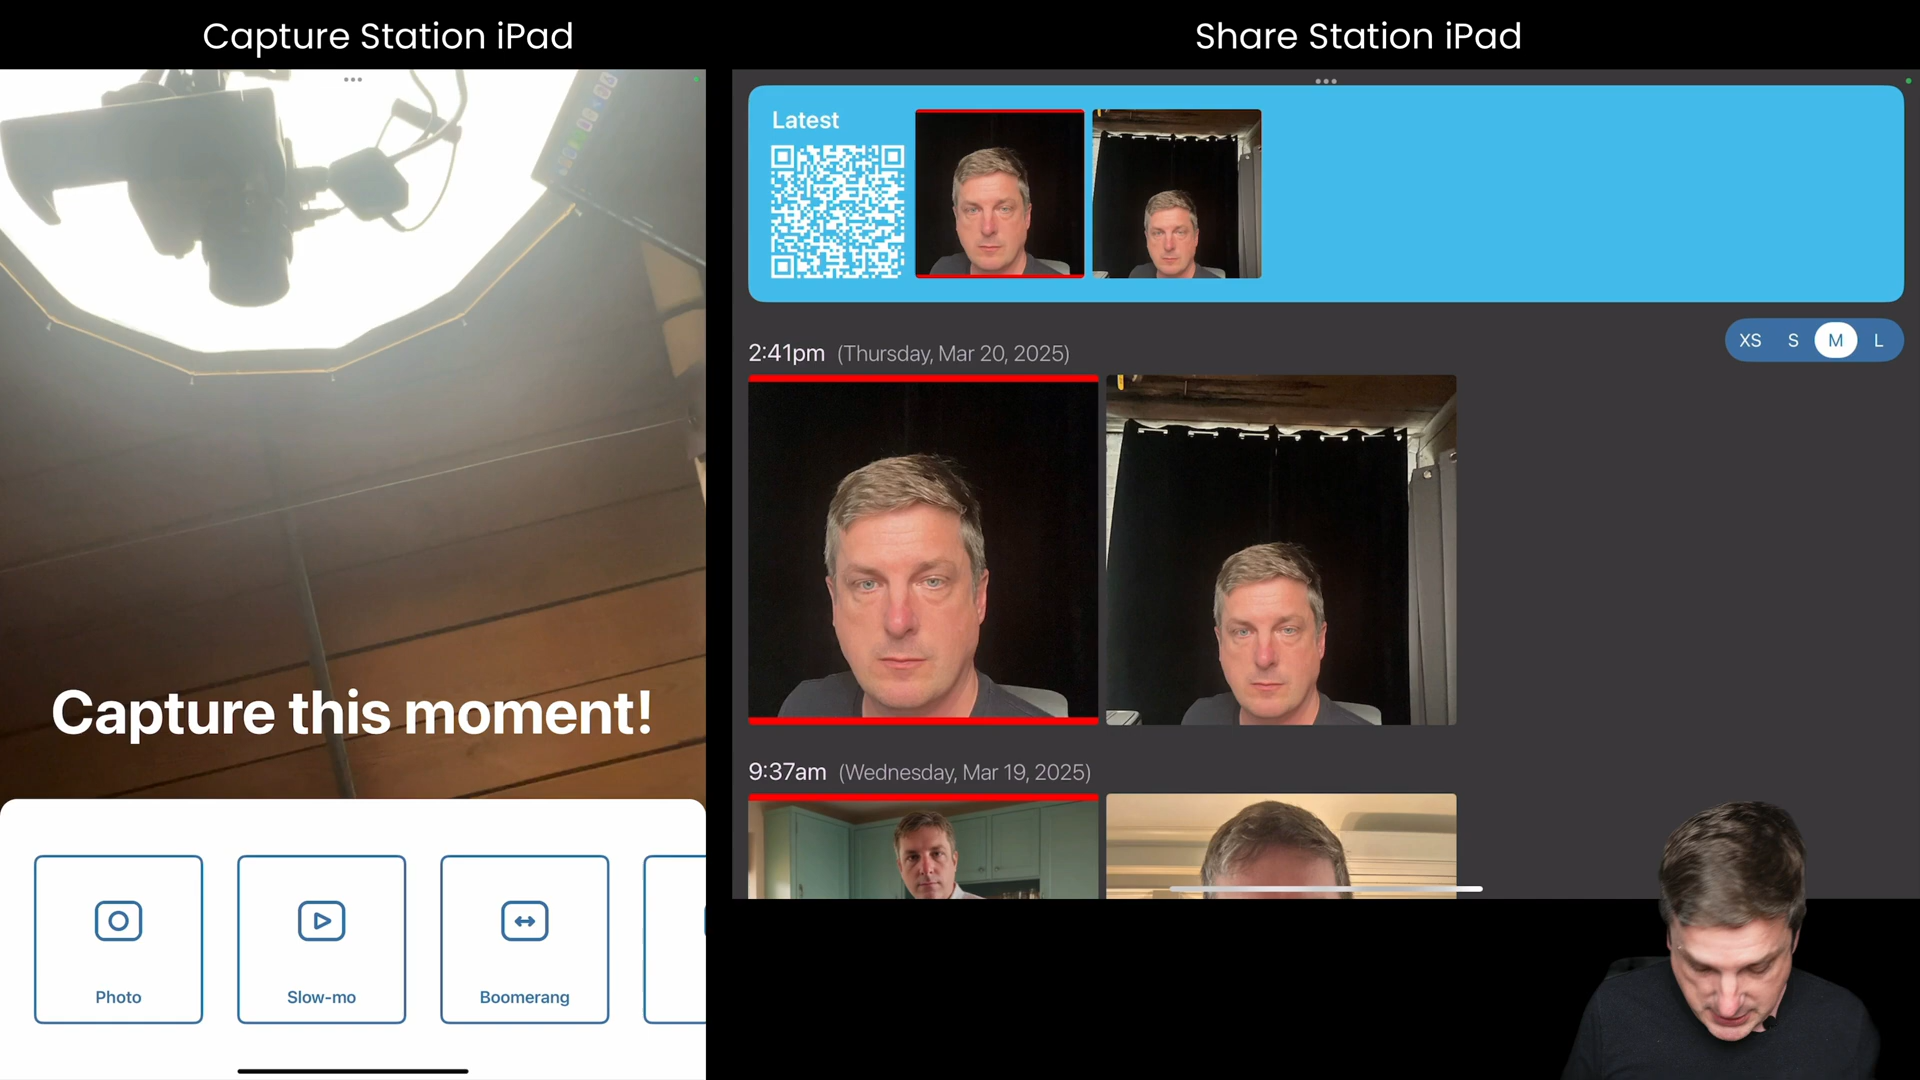 Capture Station iPad
Share Station iPad
Latest
XS S M L
2:41pm (Thursday, Mar 20, 2025)
Capture this moment!
9:37am (Wednesday, Mar 19, 2025)
Photo
Slow-mo
Boomerang